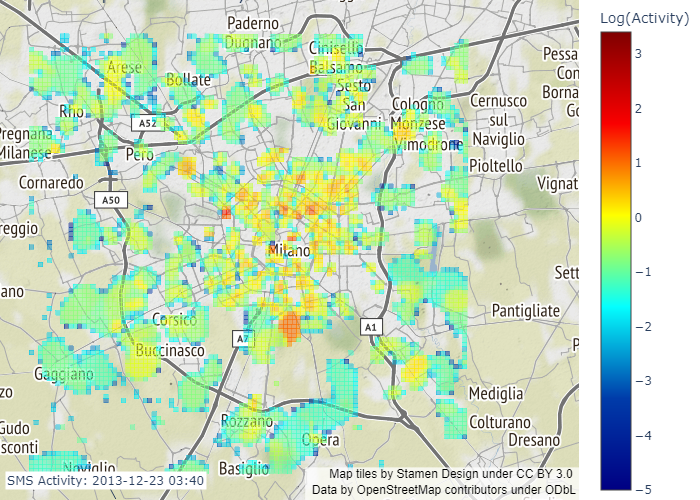 Log(Activity)
Paderno
Dugnano
Cinisello
Balsamo
Sesto
San
Giovanni
Arese
Bollate
Rho
A52
Cologno
Monzese
Vimodrone
Cernusco
sul
Naviglio
Pioltello
Pessa
Con
Borna
Go
Pregnana
Milanese
Pero
Cornaredo
A50
Vignat
reggio
Milano
Sett
ano
Corsico
A7
A1
Pantigliate
P
Buccinasco
Gaggiano
zo
Mediglia
Gudo
sconti
Rozzano
Opera
Colturano
Dresano
Noviglio
Basiglio
SMS Activity: 2013-12-23 03:40
Map tiles by Stamen Design under CC BY 3.0
Data by OpenStreetMap contributors under ODbL
3
2
1
0
−1
−2
−3
−4
−5